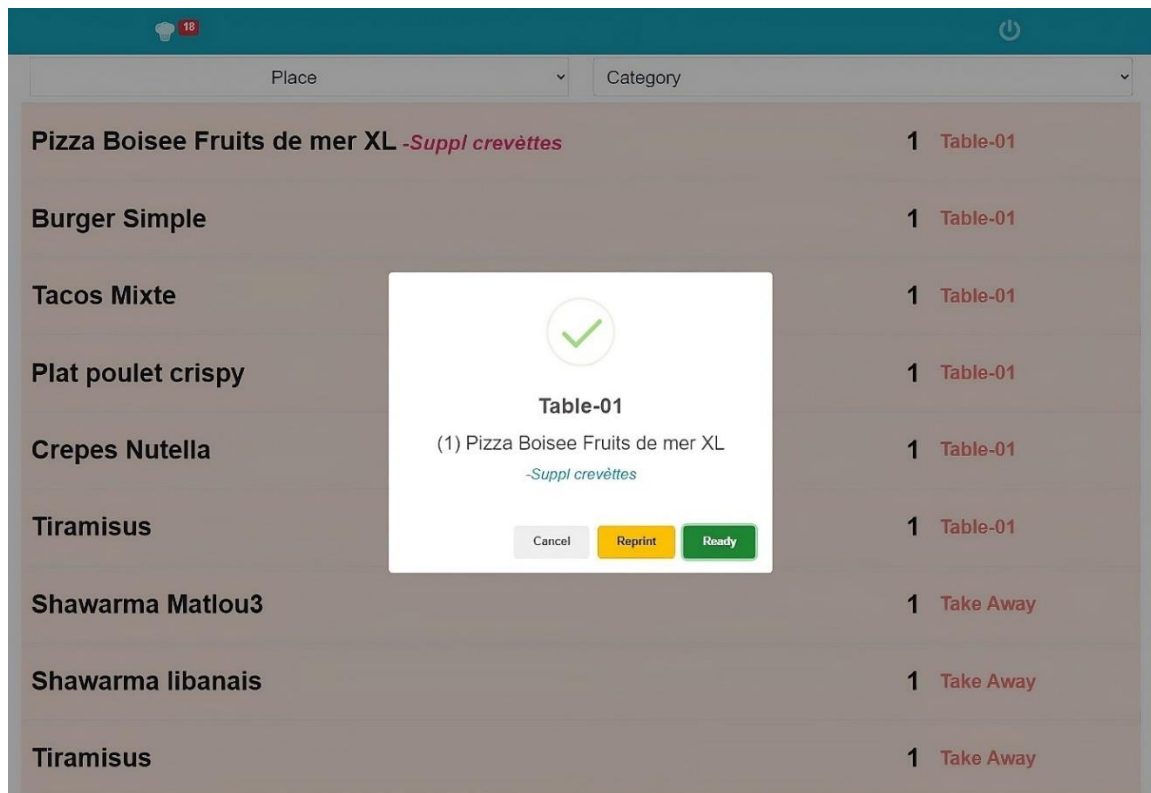 18
Place Category
Pizza Boisee Fruits de mer XL -Suppl crevèttes 1 Table-01
Burger Simple 1 Table-01
Tacos Mixte 1 Table-01
Plat poulet crispy 1 Table-01
Crepes Nutella 1 Table-01
Tiramisus 1 Table-01
Shawarma Matlou3 1 Take Away
Shawarma libanais 1 Take Away
Tiramisus 1 Take Away
Table-01
(1) Pizza Boisee Fruits de mer XL
-Suppl crevèttes
Cancel Reprint Ready